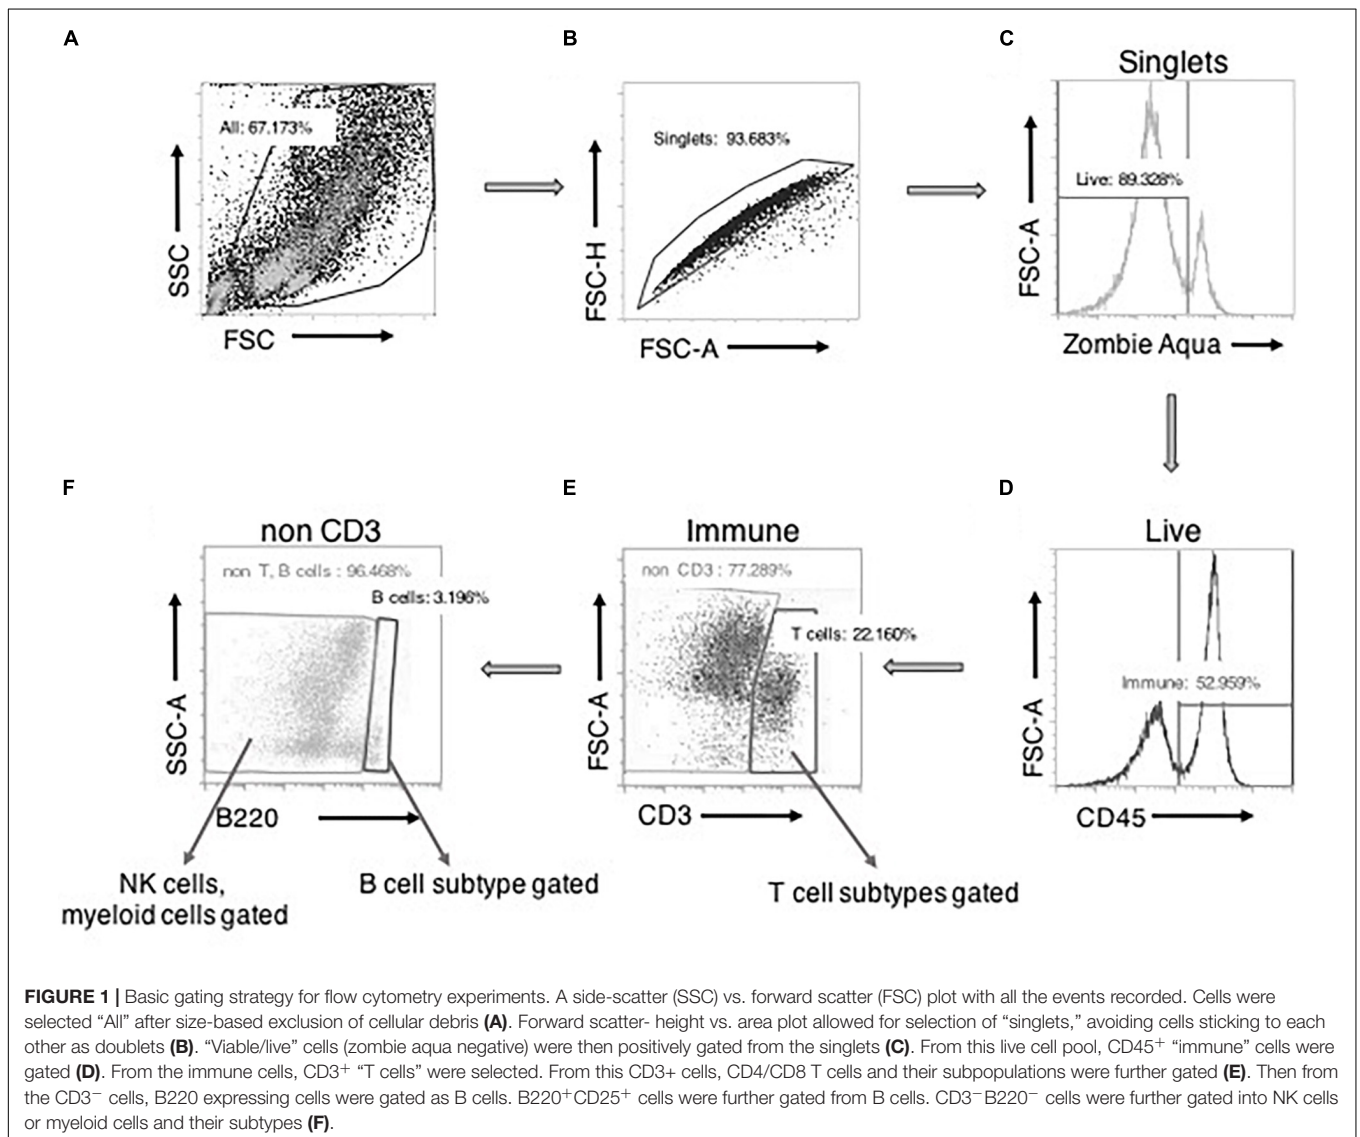 A
All: 67.173%
SSC
FSC
B
Singlets: 93.683%
FSC-H
FSC-A
C
Singlets
Live: 89.328%
FSC-A
Zombie Aqua
F
non CD3
non T, B cells : 96.468%
B cells: 3.196%
SSC-A
B220
NK cells,
myeloid cells gated
B cell subtype gated
E
Immune
non CD3 : 77.289%
T cells: 22.160%
FSC-A
CD3
T cell subtypes gated
D
Live
Immune: 52.959%
FSC-A
CD45
FIGURE 1 | Basic gating strategy for flow cytometry experiments. A side-scatter (SSC) vs. forward scatter (FSC) plot with all the events recorded. Cells were
selected “All” after size-based exclusion of cellular debris (A). Forward scatter- height vs. area plot allowed for selection of “singlets,” avoiding cells sticking to each
other as doublets (B). “Viable/live” cells (zombie aqua negative) were then positively gated from the singlets (C). From this live cell pool, CD45⁺ “immune” cells were
gated (D). From the immune cells, CD3⁺ “T cells” were selected. From this CD3+ cells, CD4/CD8 T cells and their subpopulations were further gated (E). Then from
the CD3⁻ cells, B220 expressing cells were gated as B cells. B220⁺CD25⁺ cells were further gated from B cells. CD3⁻B220⁻ cells were further gated into NK cells
or myeloid cells and their subtypes (F).